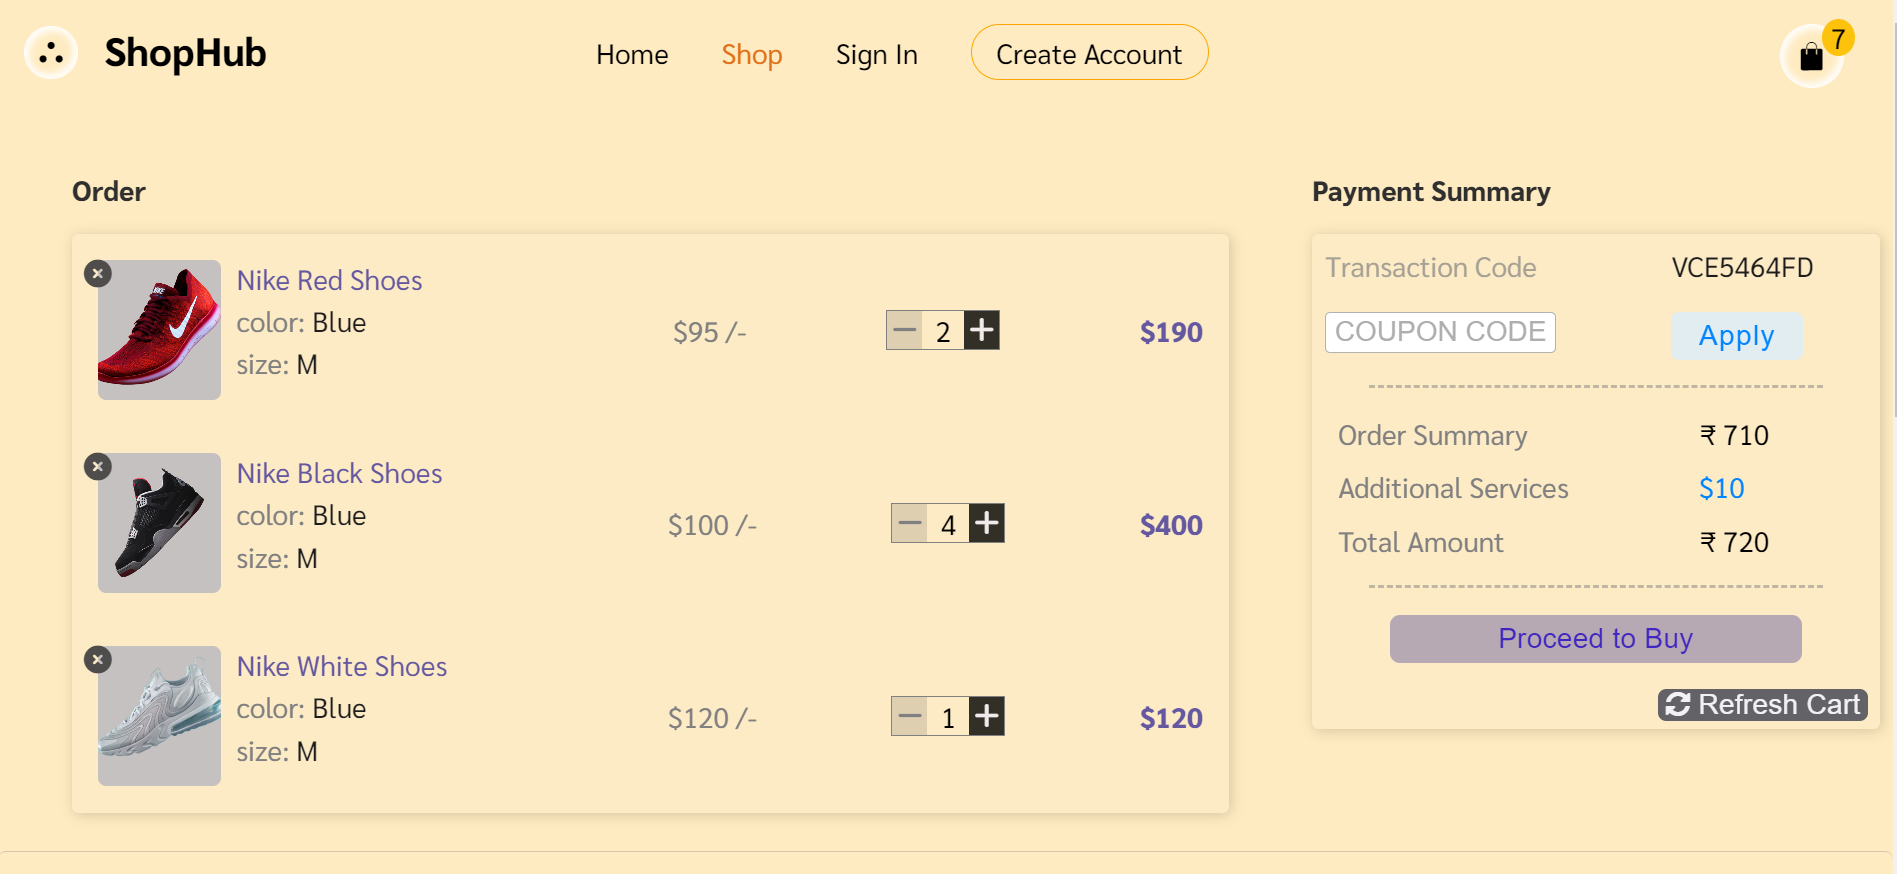 ShopHub
Home
Shop
Sign In
Create Account
7
Order
Nike Red Shoes
color: Blue
size: M
$95 /-
2
$190
Nike Black Shoes
color: Blue
size: M
$100 /-
4
$400
Nike White Shoes
color: Blue
size: M
$120 /-
1
$120
Payment Summary
Transaction Code VCE5464FD
COUPON CODE Apply
Order Summary ₹ 710
Additional Services $10
Total Amount ₹ 720
Proceed to Buy
Refresh Cart